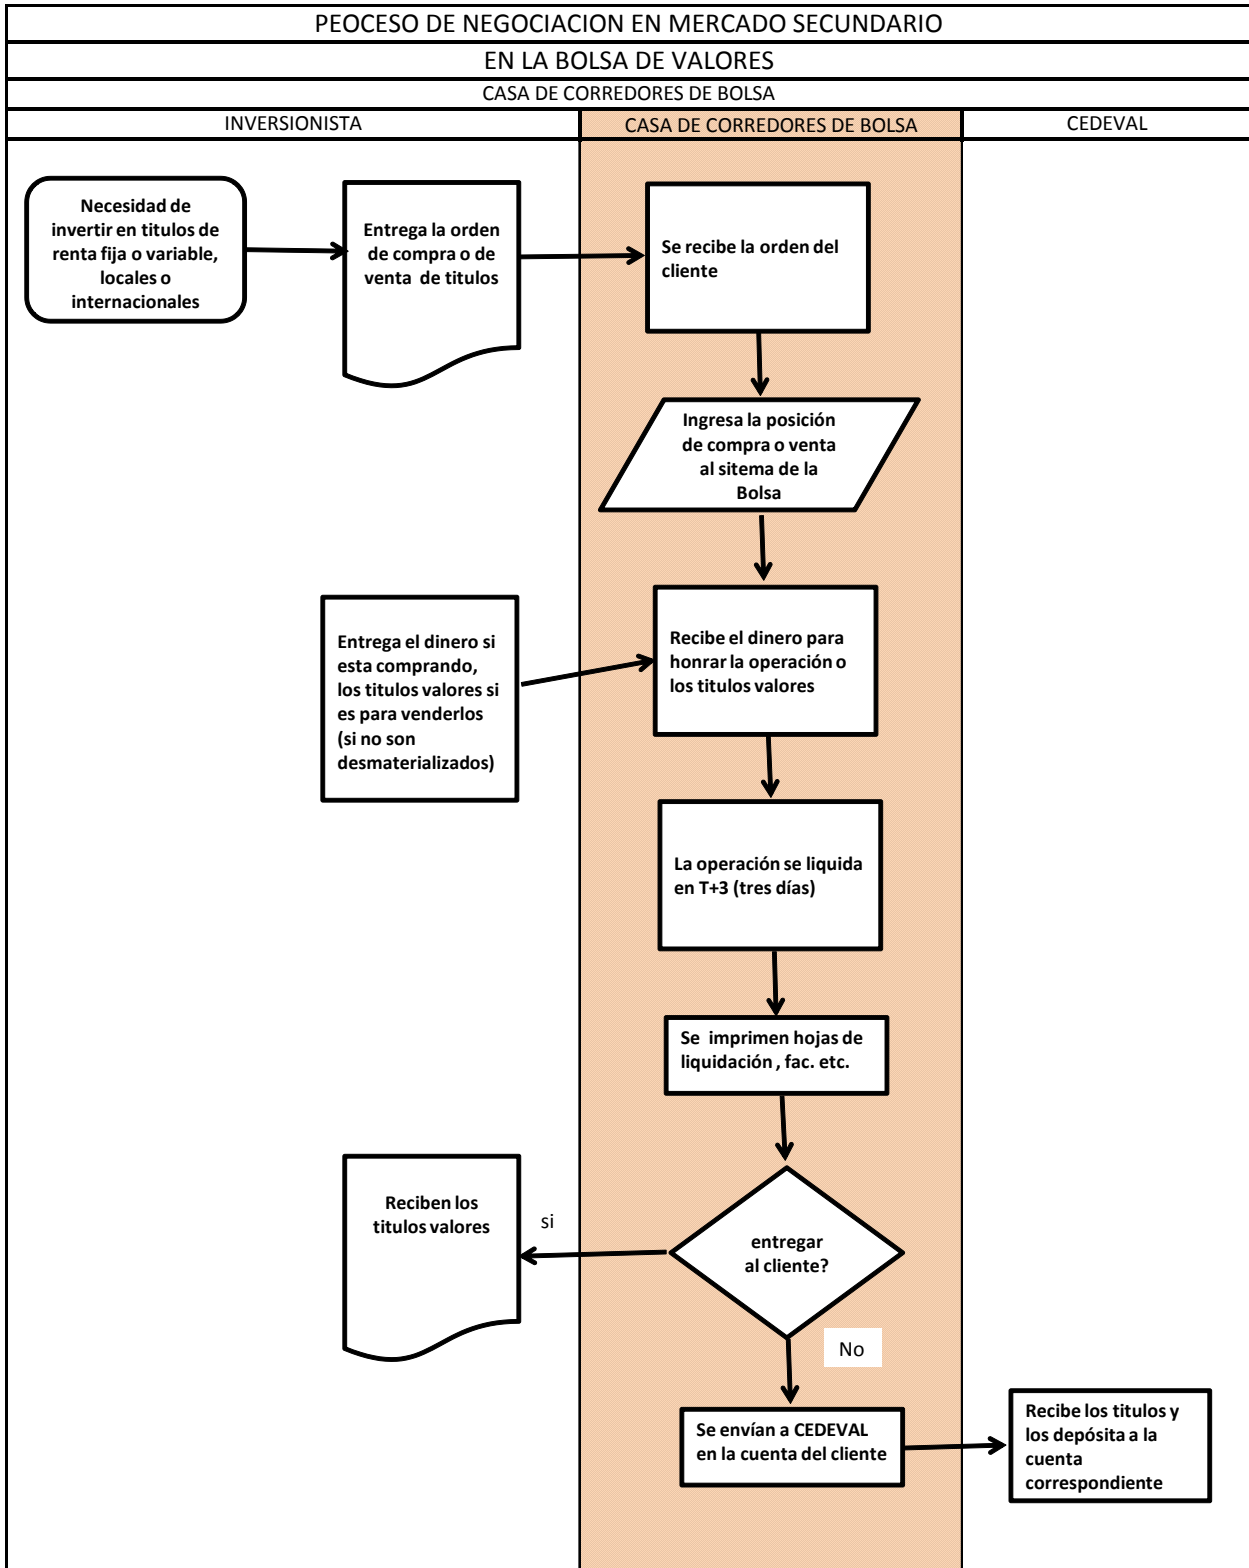 PEOCESO DE NEGOCIACION EN MERCADO SECUNDARIO
EN LA BOLSA DE VALORES
CASA DE CORREDORES DE BOLSA
INVERSIONISTA
CASA DE CORREDORES DE BOLSA
CEDEVAL
Necesidad de
invertir en titulos de
renta fija o variable,
locales o
internacionales
Entrega la orden
de compra o de
venta de titulos
Se recibe la orden del
cliente
Ingresa la posición
de compra o venta
al sitema de la
Bolsa
Entrega el dinero si
esta comprando,
los titulos valores si
es para venderlos
(si no son
desmaterializados)
Recibe el dinero para
honrar la operación o
los titulos valores
La operación se liquida
en T+3 (tres días)
Se imprimen hojas de
liquidación , fac. etc.
Reciben los
titulos valores
si
entregar
al cliente?
No
Se envían a CEDEVAL
en la cuenta del cliente
Recibe los titulos y
los depósita a la
cuenta
correspondiente